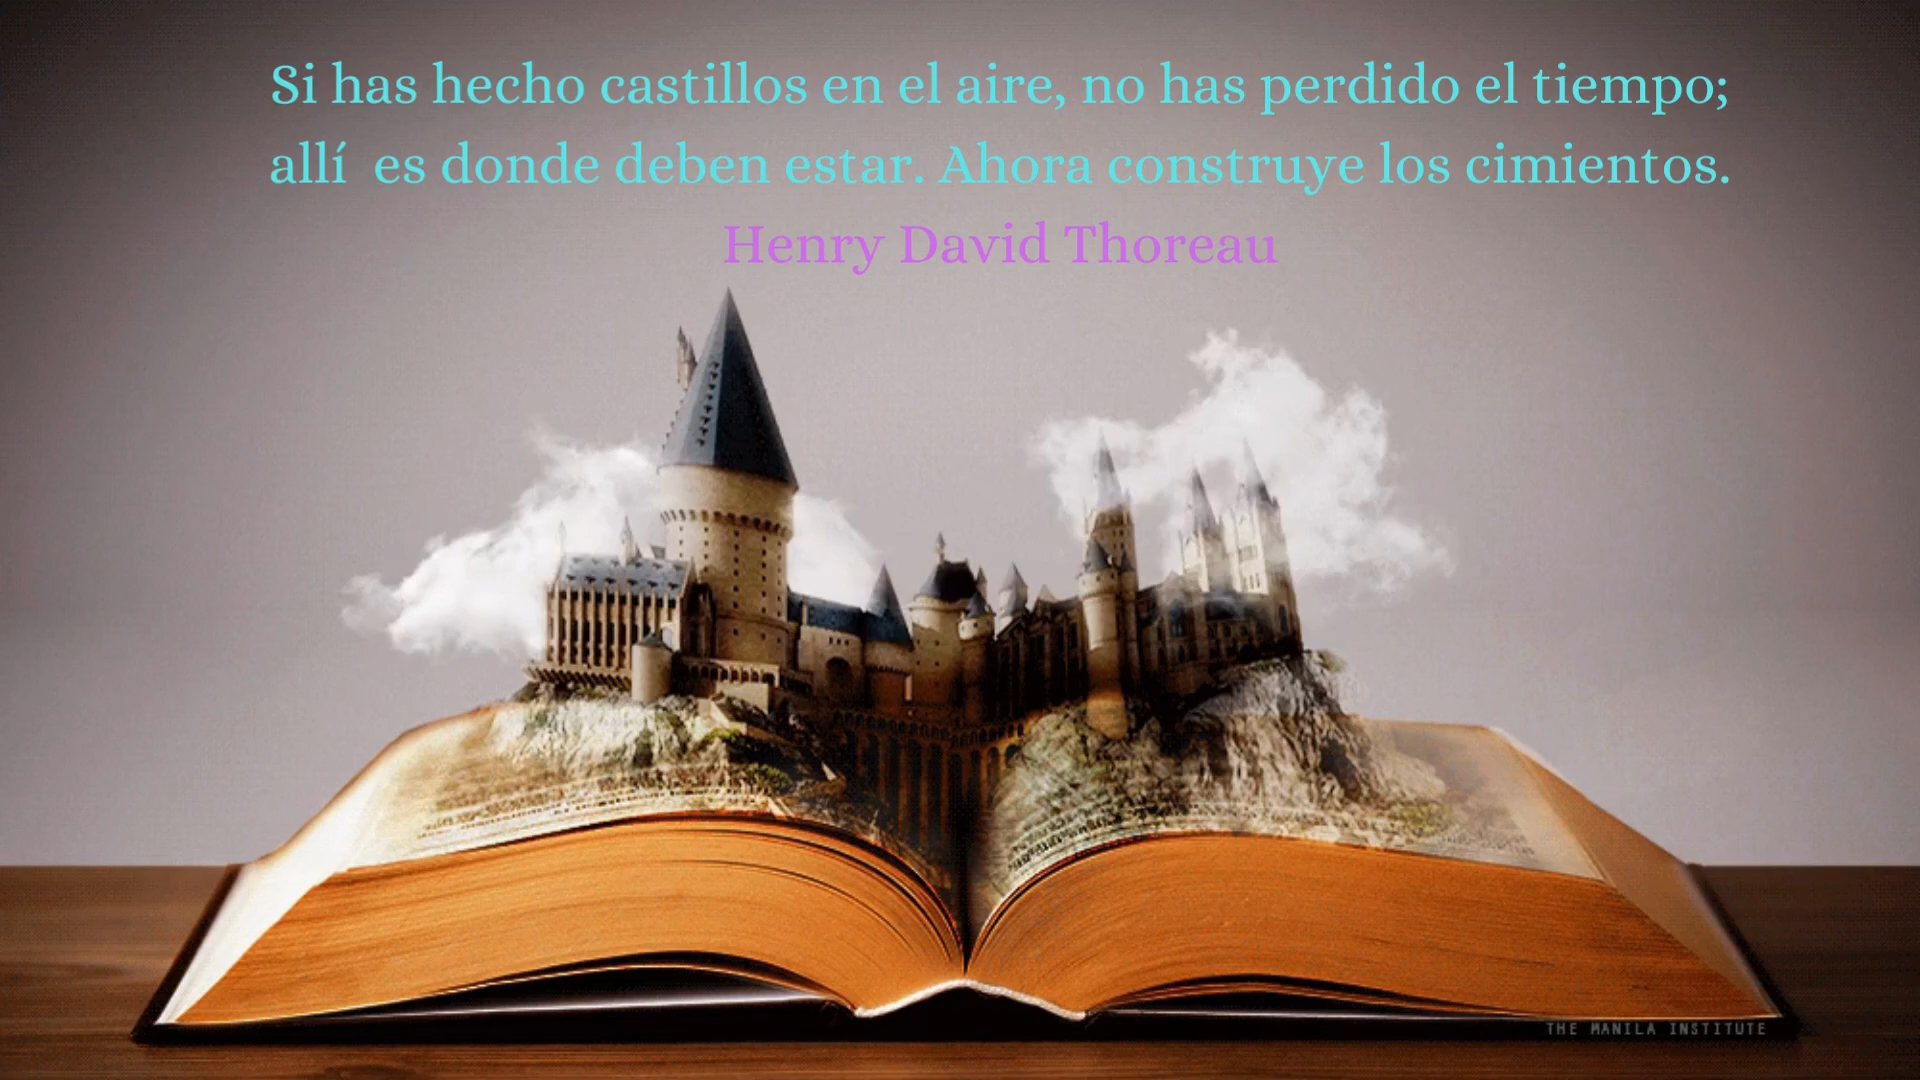 Si has hecho castillos en el aire, no has perdido el tiempo;
allí  es donde deben estar. Ahora construye los cimientos.
Henry David Thoreau
THE MANILA INSTITUTE